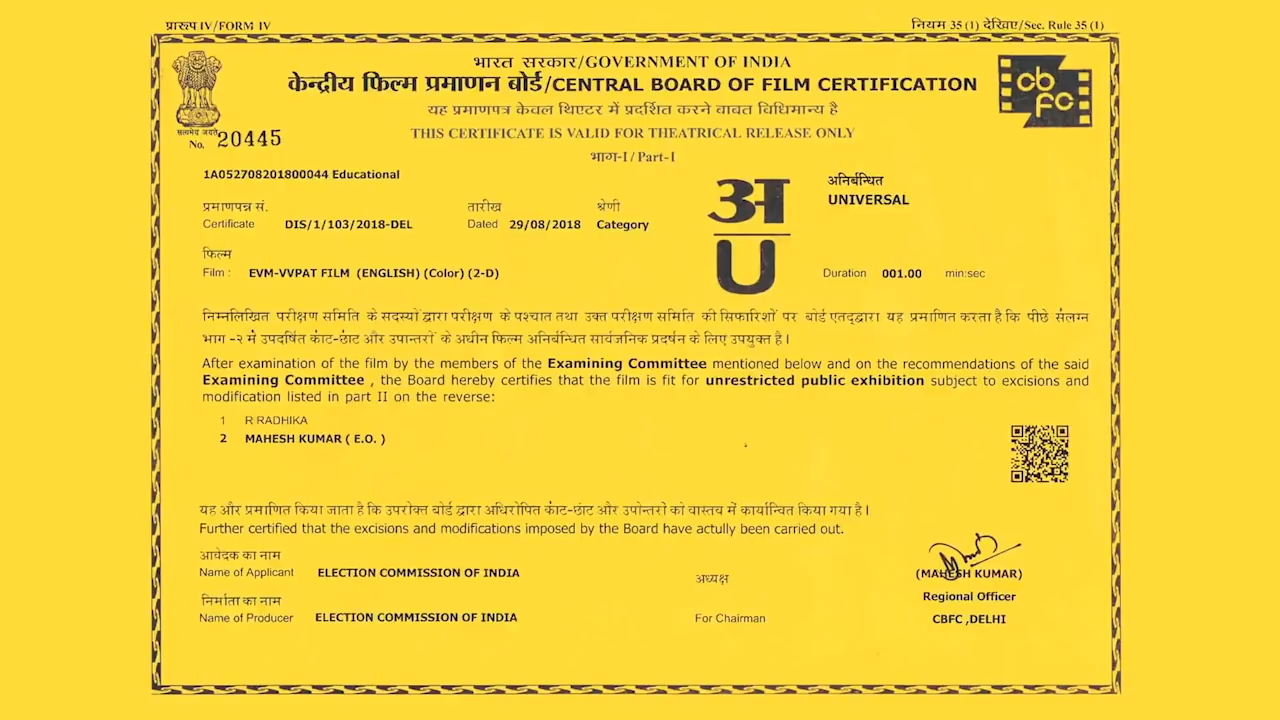 प्रारूप IV/FORM IV
नियम 35 (1) देखिए/Sec. Rule 35 (1)
भारत सरकार/GOVERNMENT OF INDIA
केन्द्रीय फिल्म प्रमाणन बोर्ड/CENTRAL BOARD OF FILM CERTIFICATION
cb
fc
यह प्रमाणपत्र केवल थिएटर में प्रदर्शित करने वाबत विधिमान्य है
सत्यमेव जयते
THIS CERTIFICATE IS VALID FOR THEATRICAL RELEASE ONLY
No. 20445
भाग-I / Part-I
1A052708201800044 Educational
अ
U
अनिर्बन्धित
UNIVERSAL
प्रमाणपत्र सं. तारीख श्रेणी
Certificate DIS/1/103/2018-DEL Dated 29/08/2018 Category
फिल्म
Film : EVM-VVPAT FILM (ENGLISH) (Color) (2-D) Duration 001.00 min:sec
निम्नलिखित परीक्षण समिति के सदस्यों द्वारा परीक्षण के पश्चात तथा उक्त परीक्षण समिति की सिफारिशों पर बोर्ड एतद्द्वारा यह प्रमाणित करता है कि पीछे संलग्न
भाग -२ में उपदर्षित काँट-छाँट और उपान्तरों के अधीन फिल्म अनिर्बन्धित सार्वजनिक प्रदर्षन के लिए उपयुक्त है।
After examination of the film by the members of the Examining Committee mentioned below and on the recommendations of the said
Examining Committee , the Board hereby certifies that the film is fit for unrestricted public exhibition subject to excisions and
modification listed in part II on the reverse:
1 R RADHIKA
2 MAHESH KUMAR ( E.O. )
यह और प्रमाणित किया जाता है कि उपरोक्त बोर्ड द्वारा अधिरोपित काँट-छाँट और उपोन्तरो को वास्तव में कार्यान्वित किया गया है।
Further certified that the excisions and modifications imposed by the Board have actully been carried out.
आवेदक का नाम
Name of Applicant ELECTION COMMISSION OF INDIA
अध्यक्ष
(MAHESH KUMAR)
निर्माता का नाम
Regional Officer
Name of Producer ELECTION COMMISSION OF INDIA
For Chairman
CBFC ,DELHI